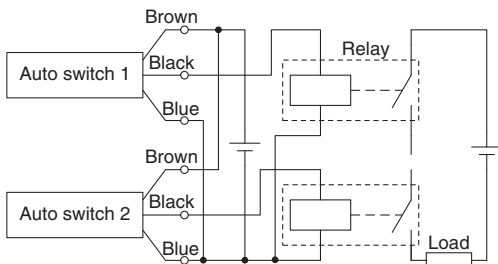 Brown
Relay
Auto switch 1
Black
Blue
Brown
Auto switch 2
Black
Blue
Load